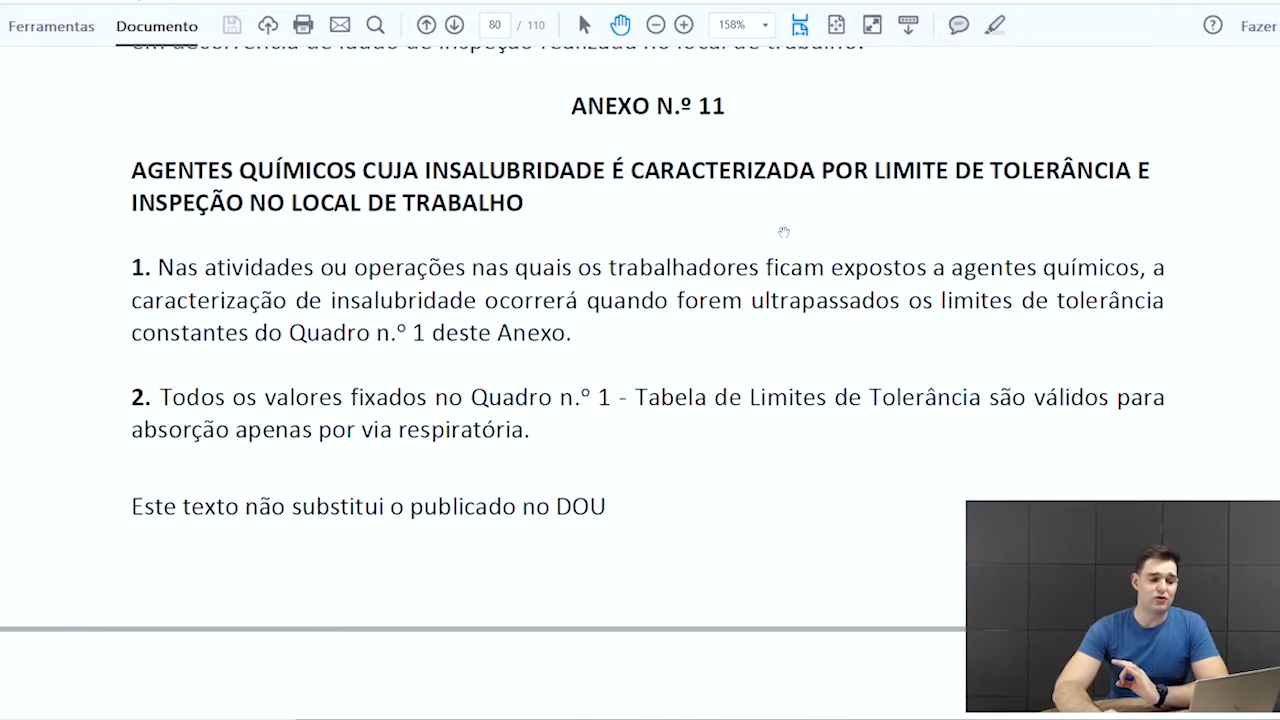 Ferramentas Documento 80 / 110 158% Fazer
ANEXO N.º 11
AGENTES QUÍMICOS CUJA INSALUBRIDADE É CARACTERIZADA POR LIMITE DE TOLERÂNCIA E
INSPEÇÃO NO LOCAL DE TRABALHO
1. Nas atividades ou operações nas quais os trabalhadores ficam expostos a agentes químicos, a
caracterização de insalubridade ocorrerá quando forem ultrapassados os limites de tolerância
constantes do Quadro n.º 1 deste Anexo.
2. Todos os valores fixados no Quadro n.º 1 - Tabela de Limites de Tolerância são válidos para
absorção apenas por via respiratória.
Este texto não substitui o publicado no DOU